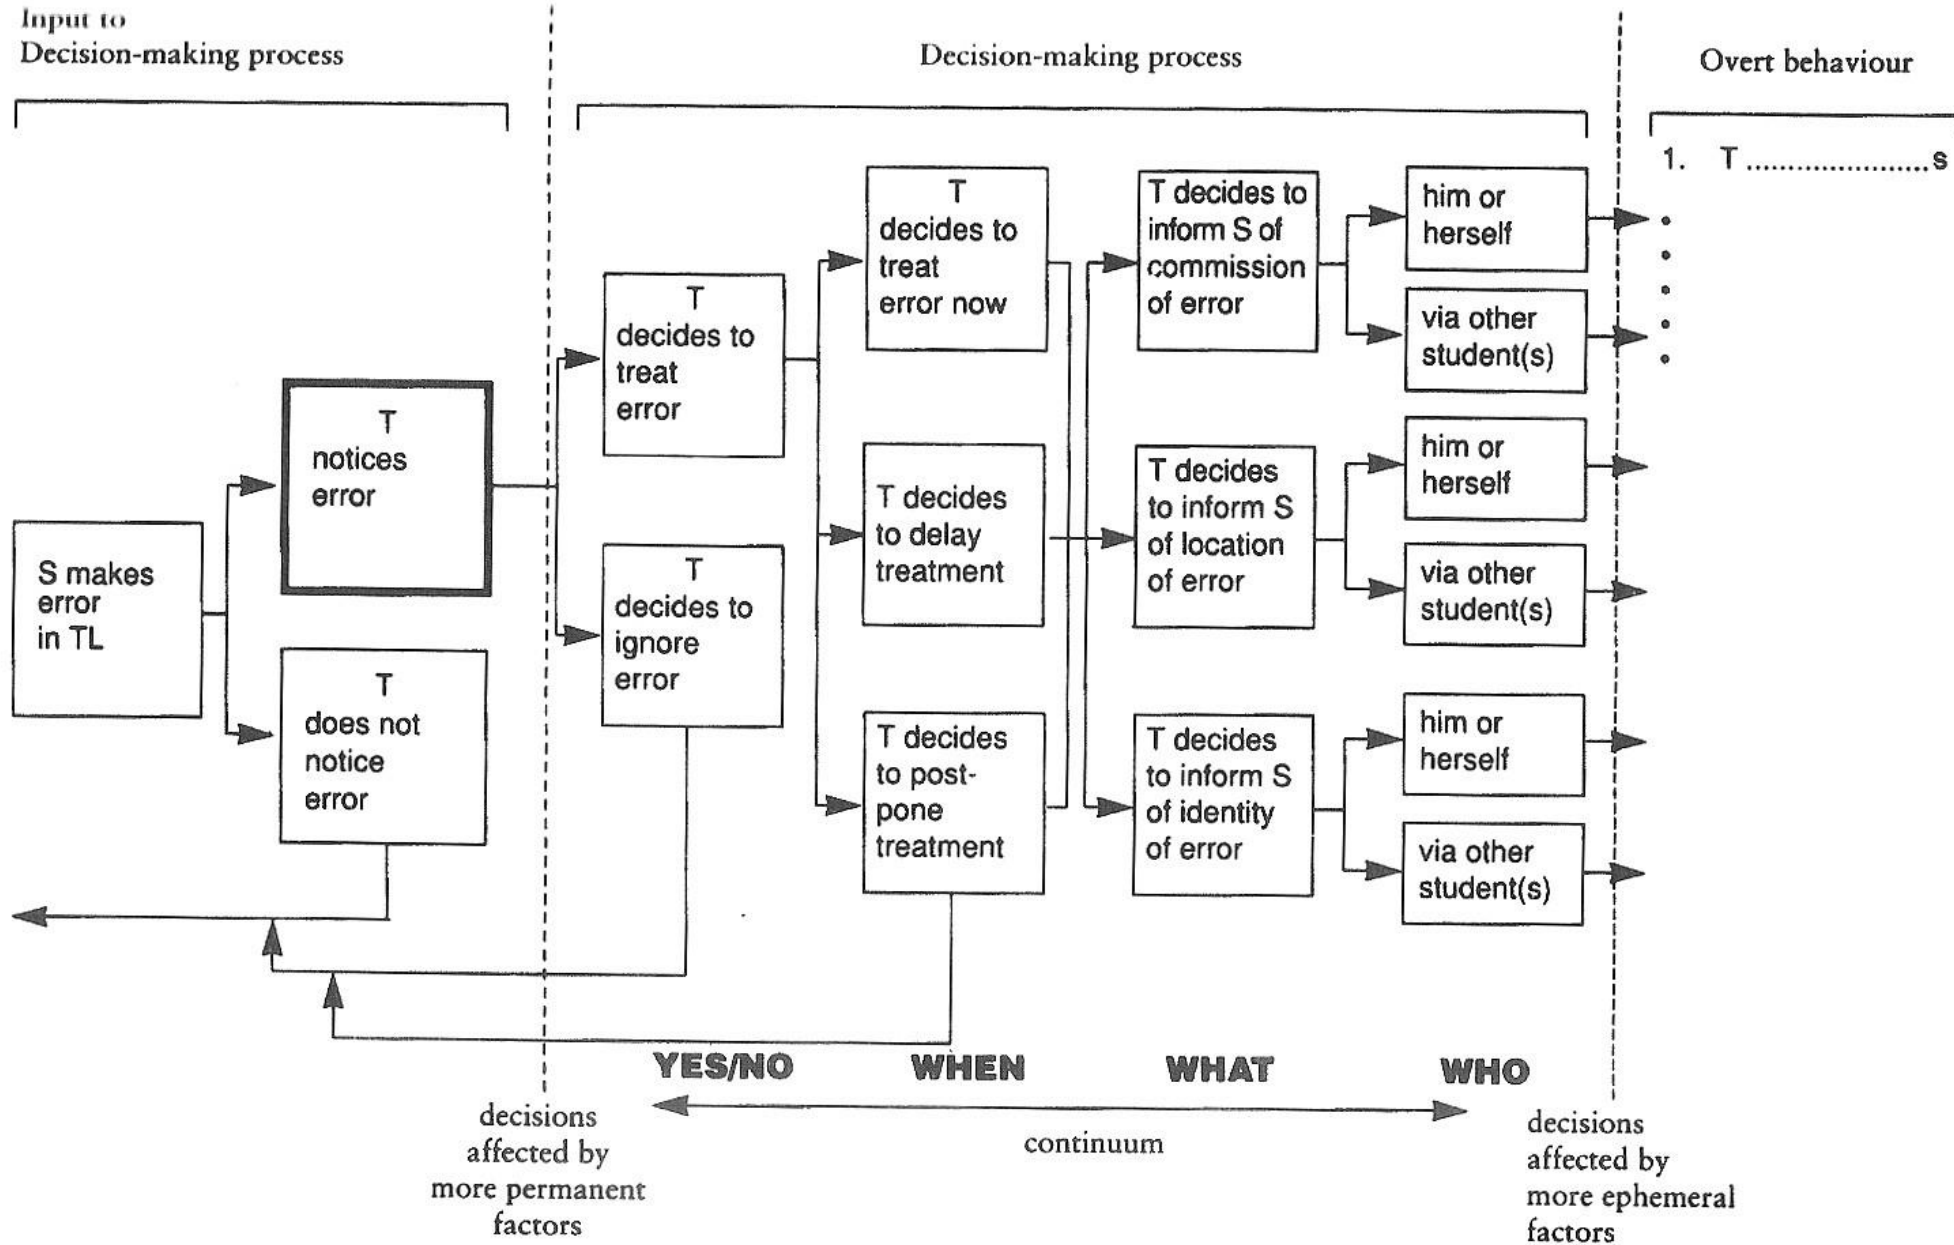 Input to
Decision-making process
Decision-making process
Overt behaviour
1. T ......................s
S makes
error
in TL
T
notices
error
T
does not
notice
error
T
decides to
treat
error
T
decides to
ignore
error
T
decides to
treat
error now
T decides
to delay
treatment
T decides
to post-
pone
treatment
T decides to
inform S of
commission
of error
T decides
to inform S
of location
of error
T decides
to inform S
of identity
of error
him or
herself
via other
student(s)
him or
herself
via other
student(s)
him or
herself
via other
student(s)
YES/NO
WHEN
WHAT
WHO
decisions
affected by
more permanent
factors
continuum
decisions
affected by
more ephemeral
factors